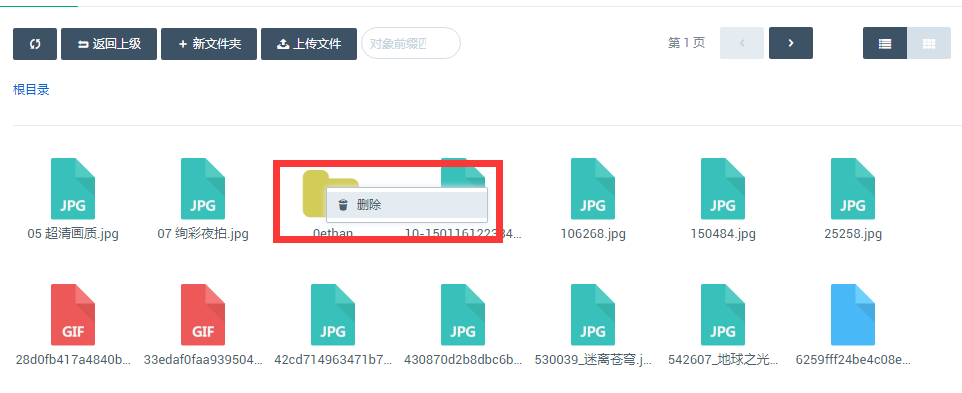 返回上级
新文件夹
上传文件
对象前缀匹
第 1 页
根目录
JPG
JPG
JPG
JPG
JPG
删除
05 超清画质.jpg
07 绚彩夜拍.jpg
0ethan
10-150116122334...
106268.jpg
150484.jpg
25258.jpg
GIF
GIF
JPG
JPG
JPG
JPG
28d0fb417a4840b...
33edaf0faa939504...
42cd714963471b7...
430870d2b8dbc6b...
530039_迷离苍穹.j...
542607_地球之光...
6259fff24be4c08e...